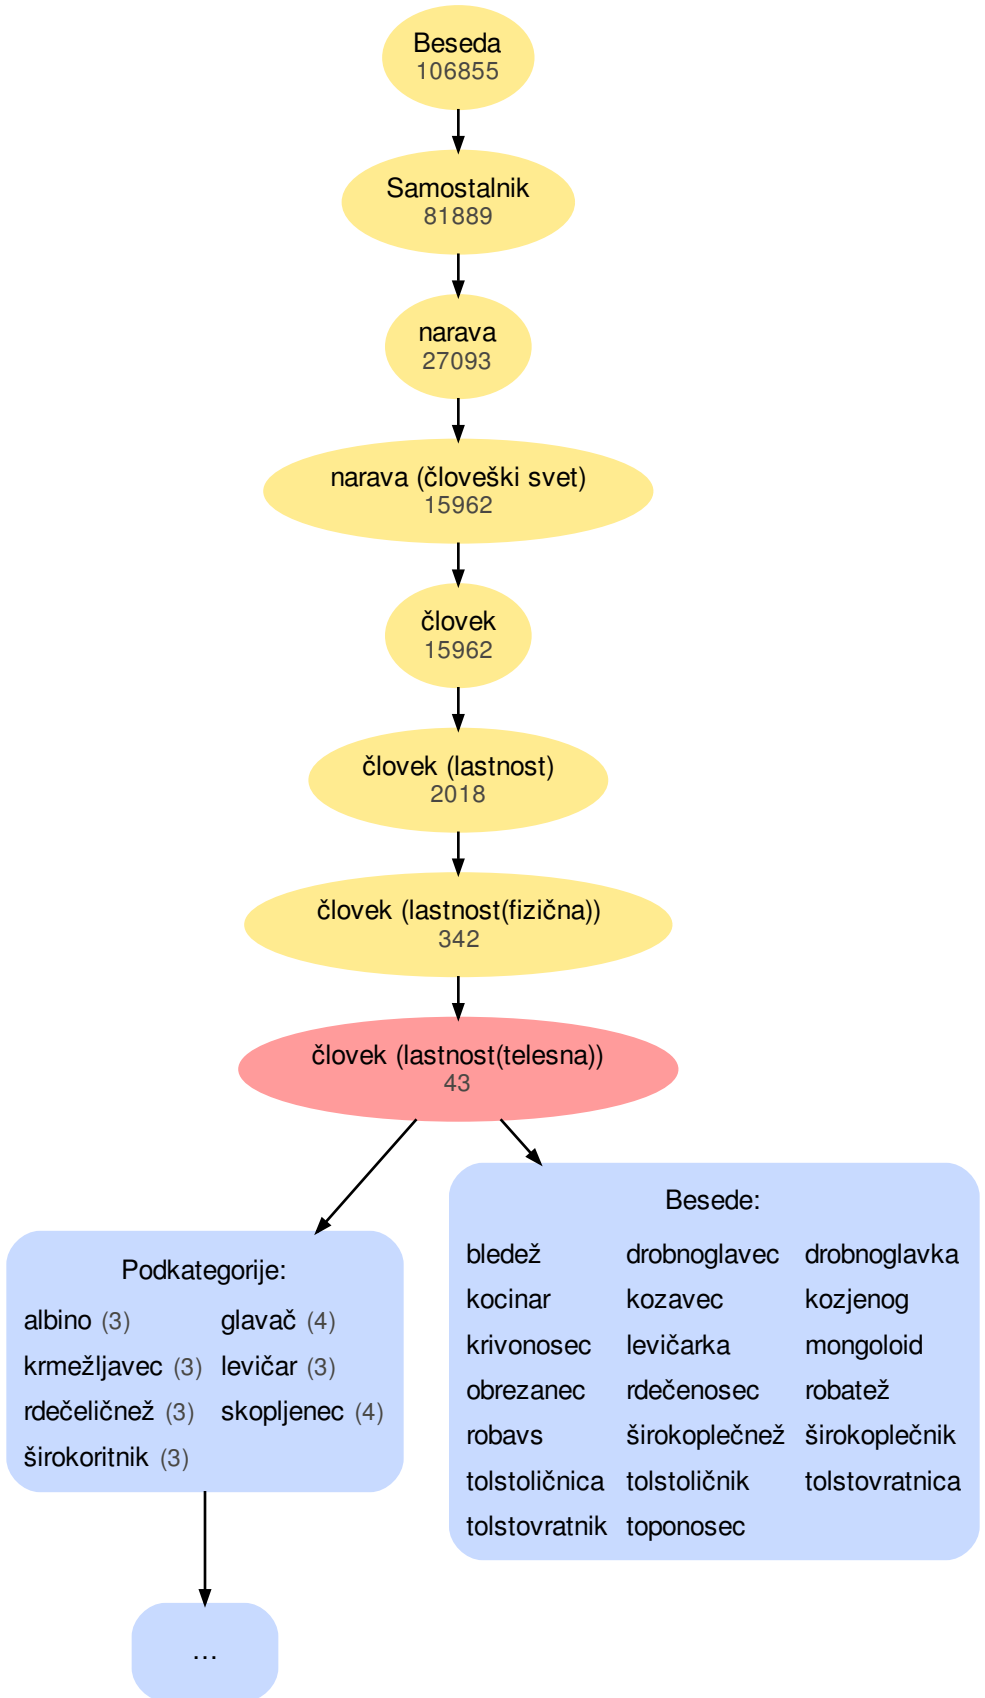 Beseda
106855
Samostalnik
81889
narava
27093
narava (človeški svet)
15962
človek
15962
človek (lastnost)
2018
človek (lastnost(fizična))
342
človek (lastnost(telesna))
43
Podkategorije:
albino (3) glavač (4)
krmežljavec (3) levičar (3)
rdečeličnež (3) skopljenec (4)
širokoritnik (3)
Besede:
bledež drobnoglavec drobnoglavka
kocinar kozavec kozjenog
krivonosec levičarka mongoloid
obrezanec rdečenosec robatež
robavs širokoplečnež širokoplečnik
tolstoličnica tolstoličnik tolstovratnica
tolstovratnik toponosec
...